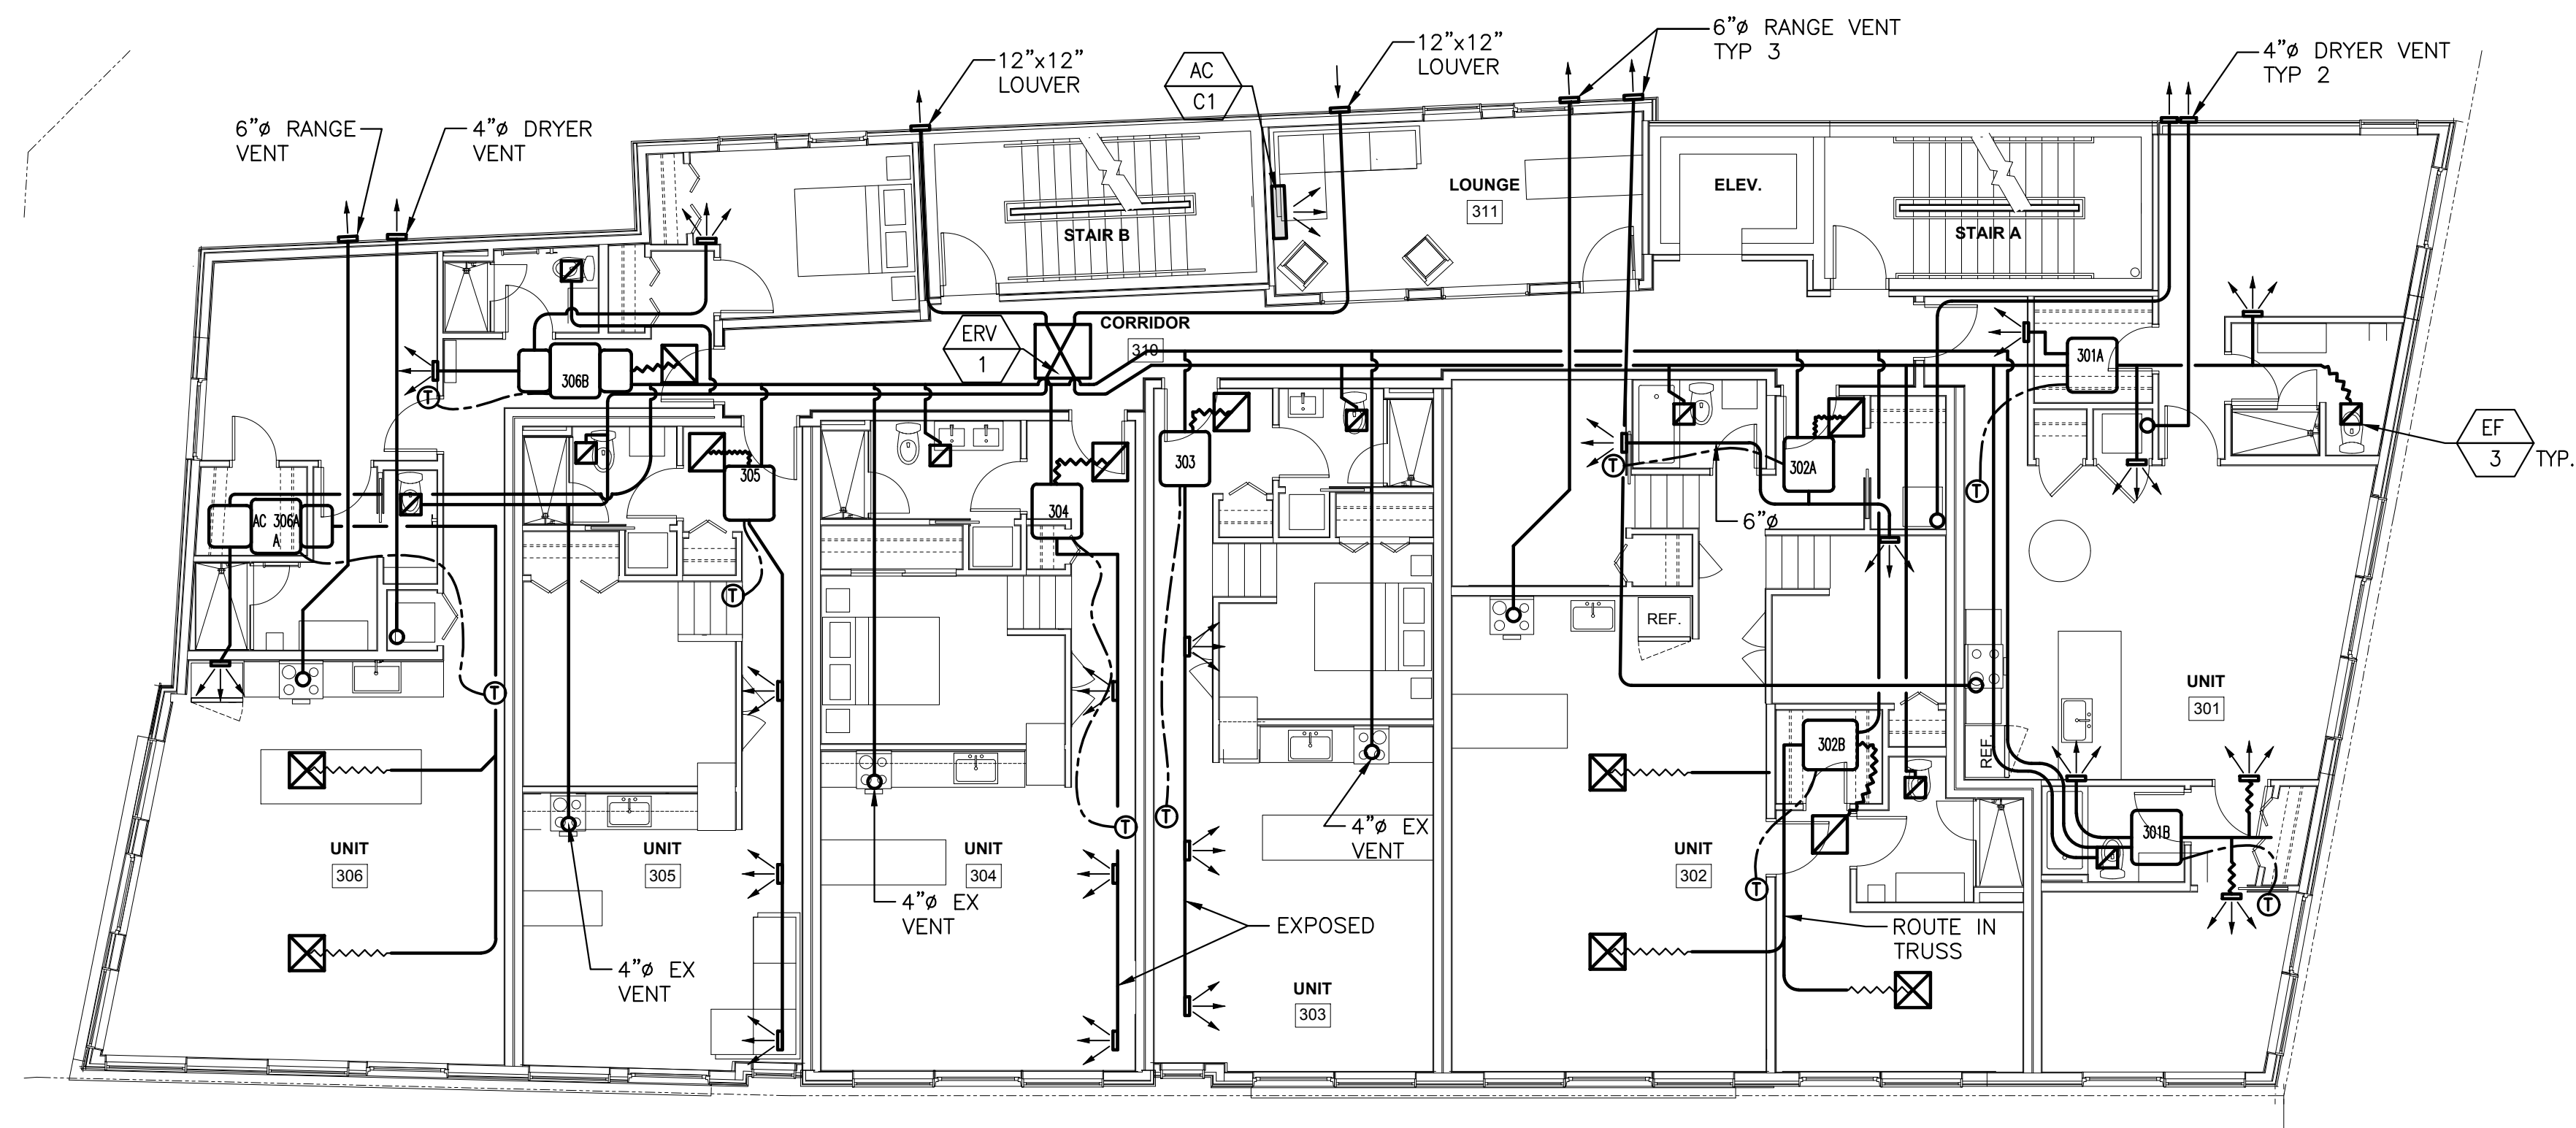 6"ø RANGE VENT
TYP 3
12"x12"
LOUVER
12"x12"
LOUVER
AC
C1
4"ø DRYER VENT
TYP 2
6"ø RANGE
VENT
4"ø DRYER
VENT
LOUNGE
311
ELEV.
STAIR B
STAIR A
ERV
1
CORRIDOR
310
301A
306B
EF
3
TYP.
303
302A
305
304
AC 306A
A
6"ø
T
T
T
T
T
T
T
T
T
T
REF.
UNIT
301
302B
REF.
301B
4"ø EX
VENT
UNIT
306
UNIT
305
UNIT
304
UNIT
302
4"ø EX
VENT
EXPOSED
ROUTE IN
TRUSS
4"ø EX
VENT
UNIT
303